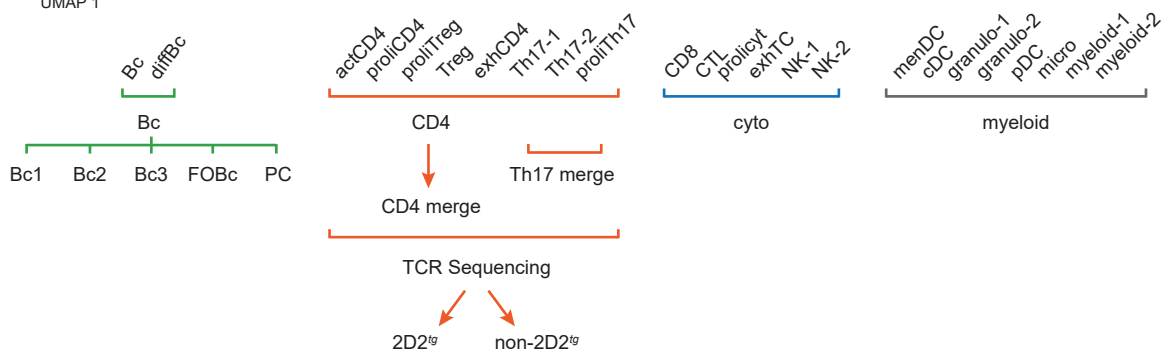 UMAP 1
Bc diffBc actCD4 proliCD4 proliTreg Treg exhCD4 Th17-1 Th17-2 proliTh17 CD8 CTL prolicyt exhTC NK-1 NK-2 menDC cDC granulo-1 granulo-2 pDC micro myeloid-1 myeloid-2
Bc CD4 cyto myeloid
Bc1 Bc2 Bc3 FOBc PC Th17 merge
CD4 merge
TCR Sequencing
2D2tg non-2D2tg